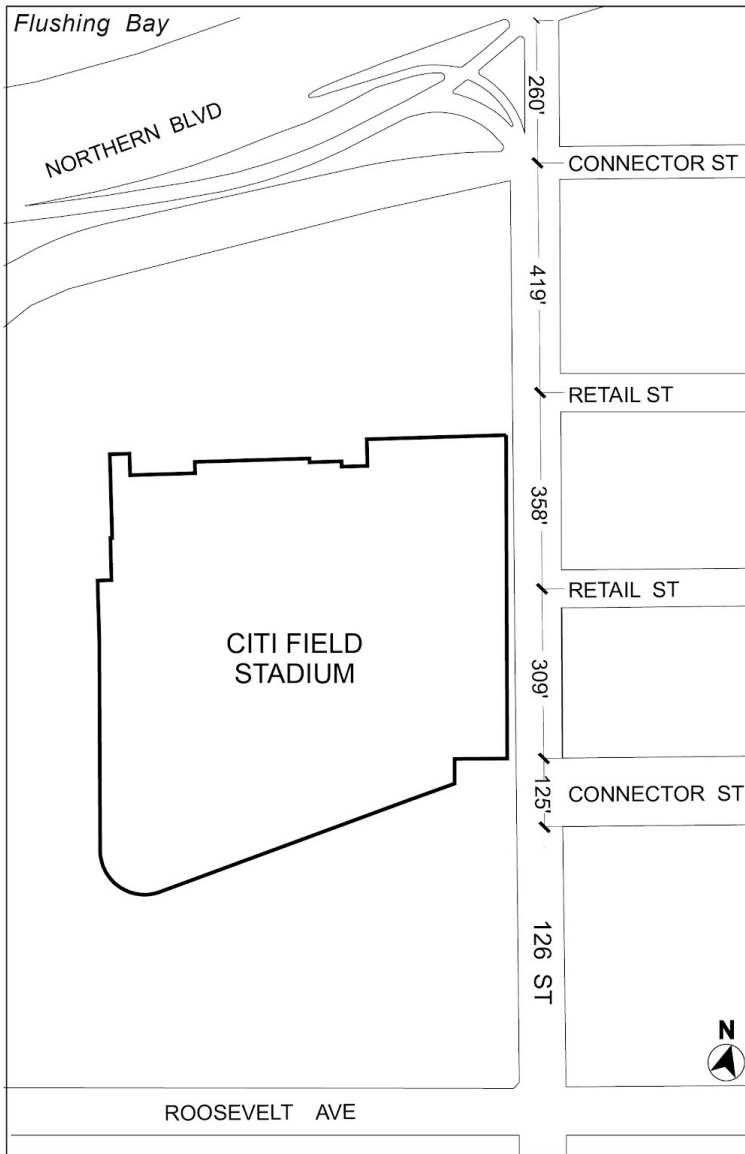 Flushing Bay
NORTHERN BLVD
260'
CONNECTOR ST
419'
RETAIL ST
358'
RETAIL ST
CITI FIELD
STADIUM
309'
125'
CONNECTOR ST
126 ST
N
ROOSEVELT AVE